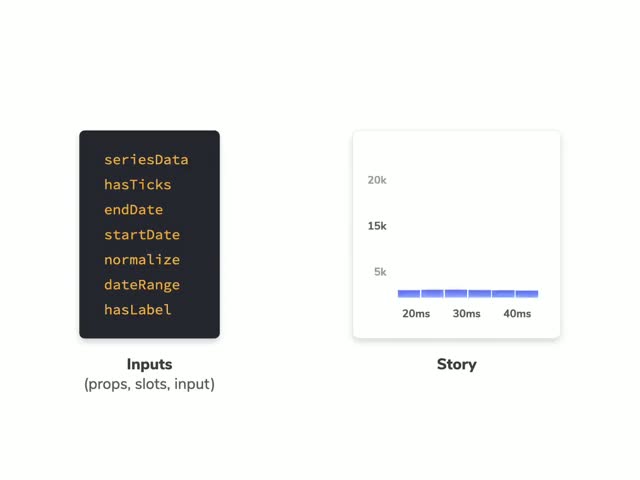 seriesData
hasTicks
endDate
startDate
normalize
dateRange
hasLabel
Inputs
(props, slots, input)
20k
15k
5k
20ms 30ms 40ms
Story